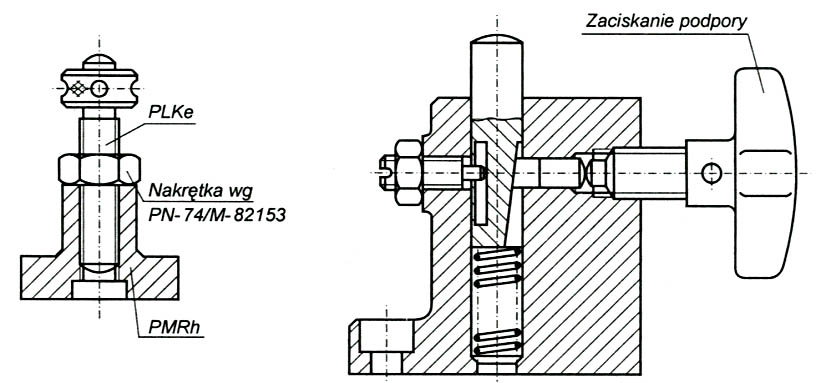 Zaciskanie podpory
PLKe
Nakrętka wg
PN-74/M-82153
PMRh